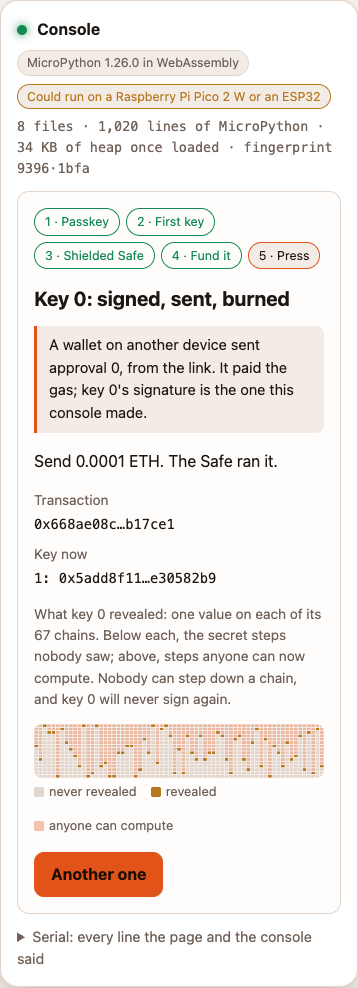 Console
MicroPython 1.26.0 in WebAssembly
Could run on a Raspberry Pi Pico 2 W or an ESP32
8 files · 1,020 lines of MicroPython ·
34 KB of heap once loaded · fingerprint
9396·1bfa
1 · Passkey
2 · First key
3 · Shielded Safe
4 · Fund it
5 · Press
Key 0: signed, sent, burned
A wallet on another device sent
approval 0, from the link. It paid the
gas; key 0's signature is the one this
console made.
Send 0.0001 ETH. The Safe ran it.
Transaction
0x668ae08c…b17ce1
Key now
1: 0x5add8f11…e30582b9
What key 0 revealed: one value on each of its
67 chains. Below each, the secret steps
nobody saw; above, steps anyone can now
compute. Nobody can step down a chain,
and key 0 will never sign again.
never revealed
revealed
anyone can compute
Another one
Serial: every line the page and the console
said